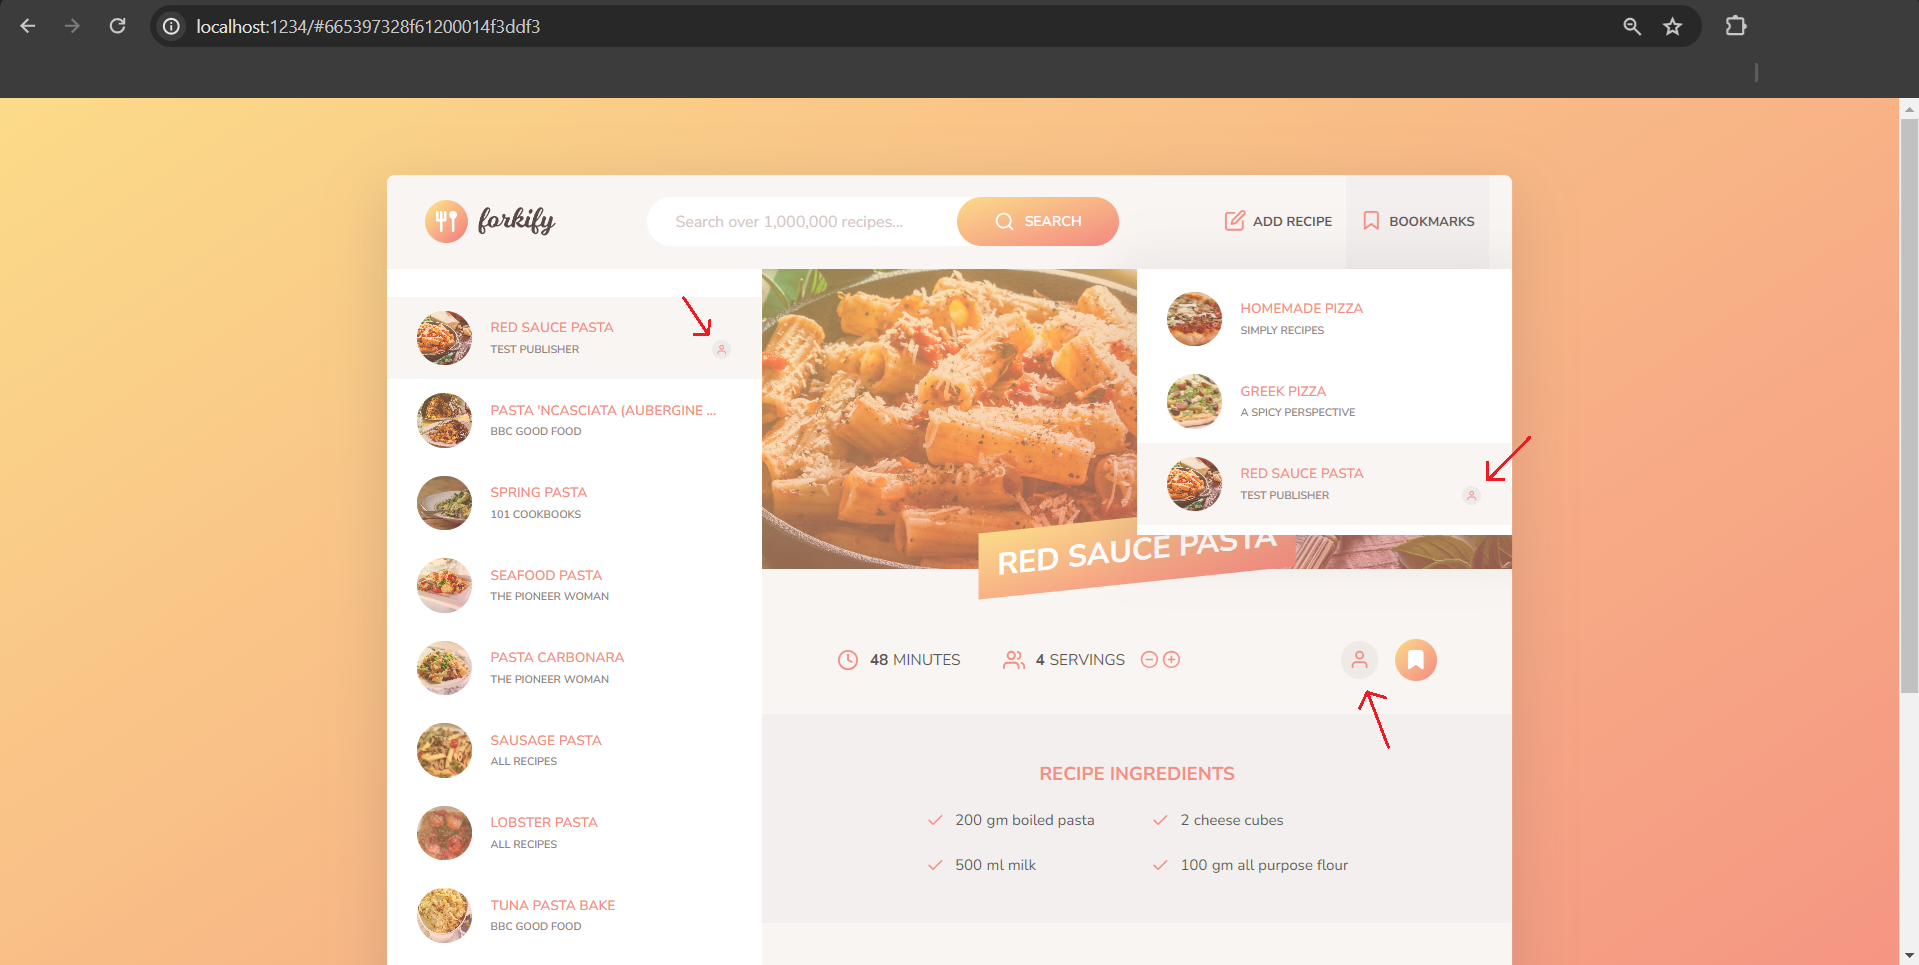 localhost:1234/#665397328f61200014f3ddf3
forkify
Search over 1,000,000 recipes...
SEARCH
ADD RECIPE
BOOKMARKS
RED SAUCE PASTA
TEST PUBLISHER
PASTA 'NCASCIATA (AUBERGINE ...
BBC GOOD FOOD
SPRING PASTA
101 COOKBOOKS
SEAFOOD PASTA
THE PIONEER WOMAN
PASTA CARBONARA
THE PIONEER WOMAN
SAUSAGE PASTA
ALL RECIPES
LOBSTER PASTA
ALL RECIPES
TUNA PASTA BAKE
BBC GOOD FOOD
HOMEMADE PIZZA
SIMPLY RECIPES
GREEK PIZZA
A SPICY PERSPECTIVE
RED SAUCE PASTA
TEST PUBLISHER
RED SAUCE PASTA
48 MINUTES
4 SERVINGS
RECIPE INGREDIENTS
200 gm boiled pasta
2 cheese cubes
500 ml milk
100 gm all purpose flour